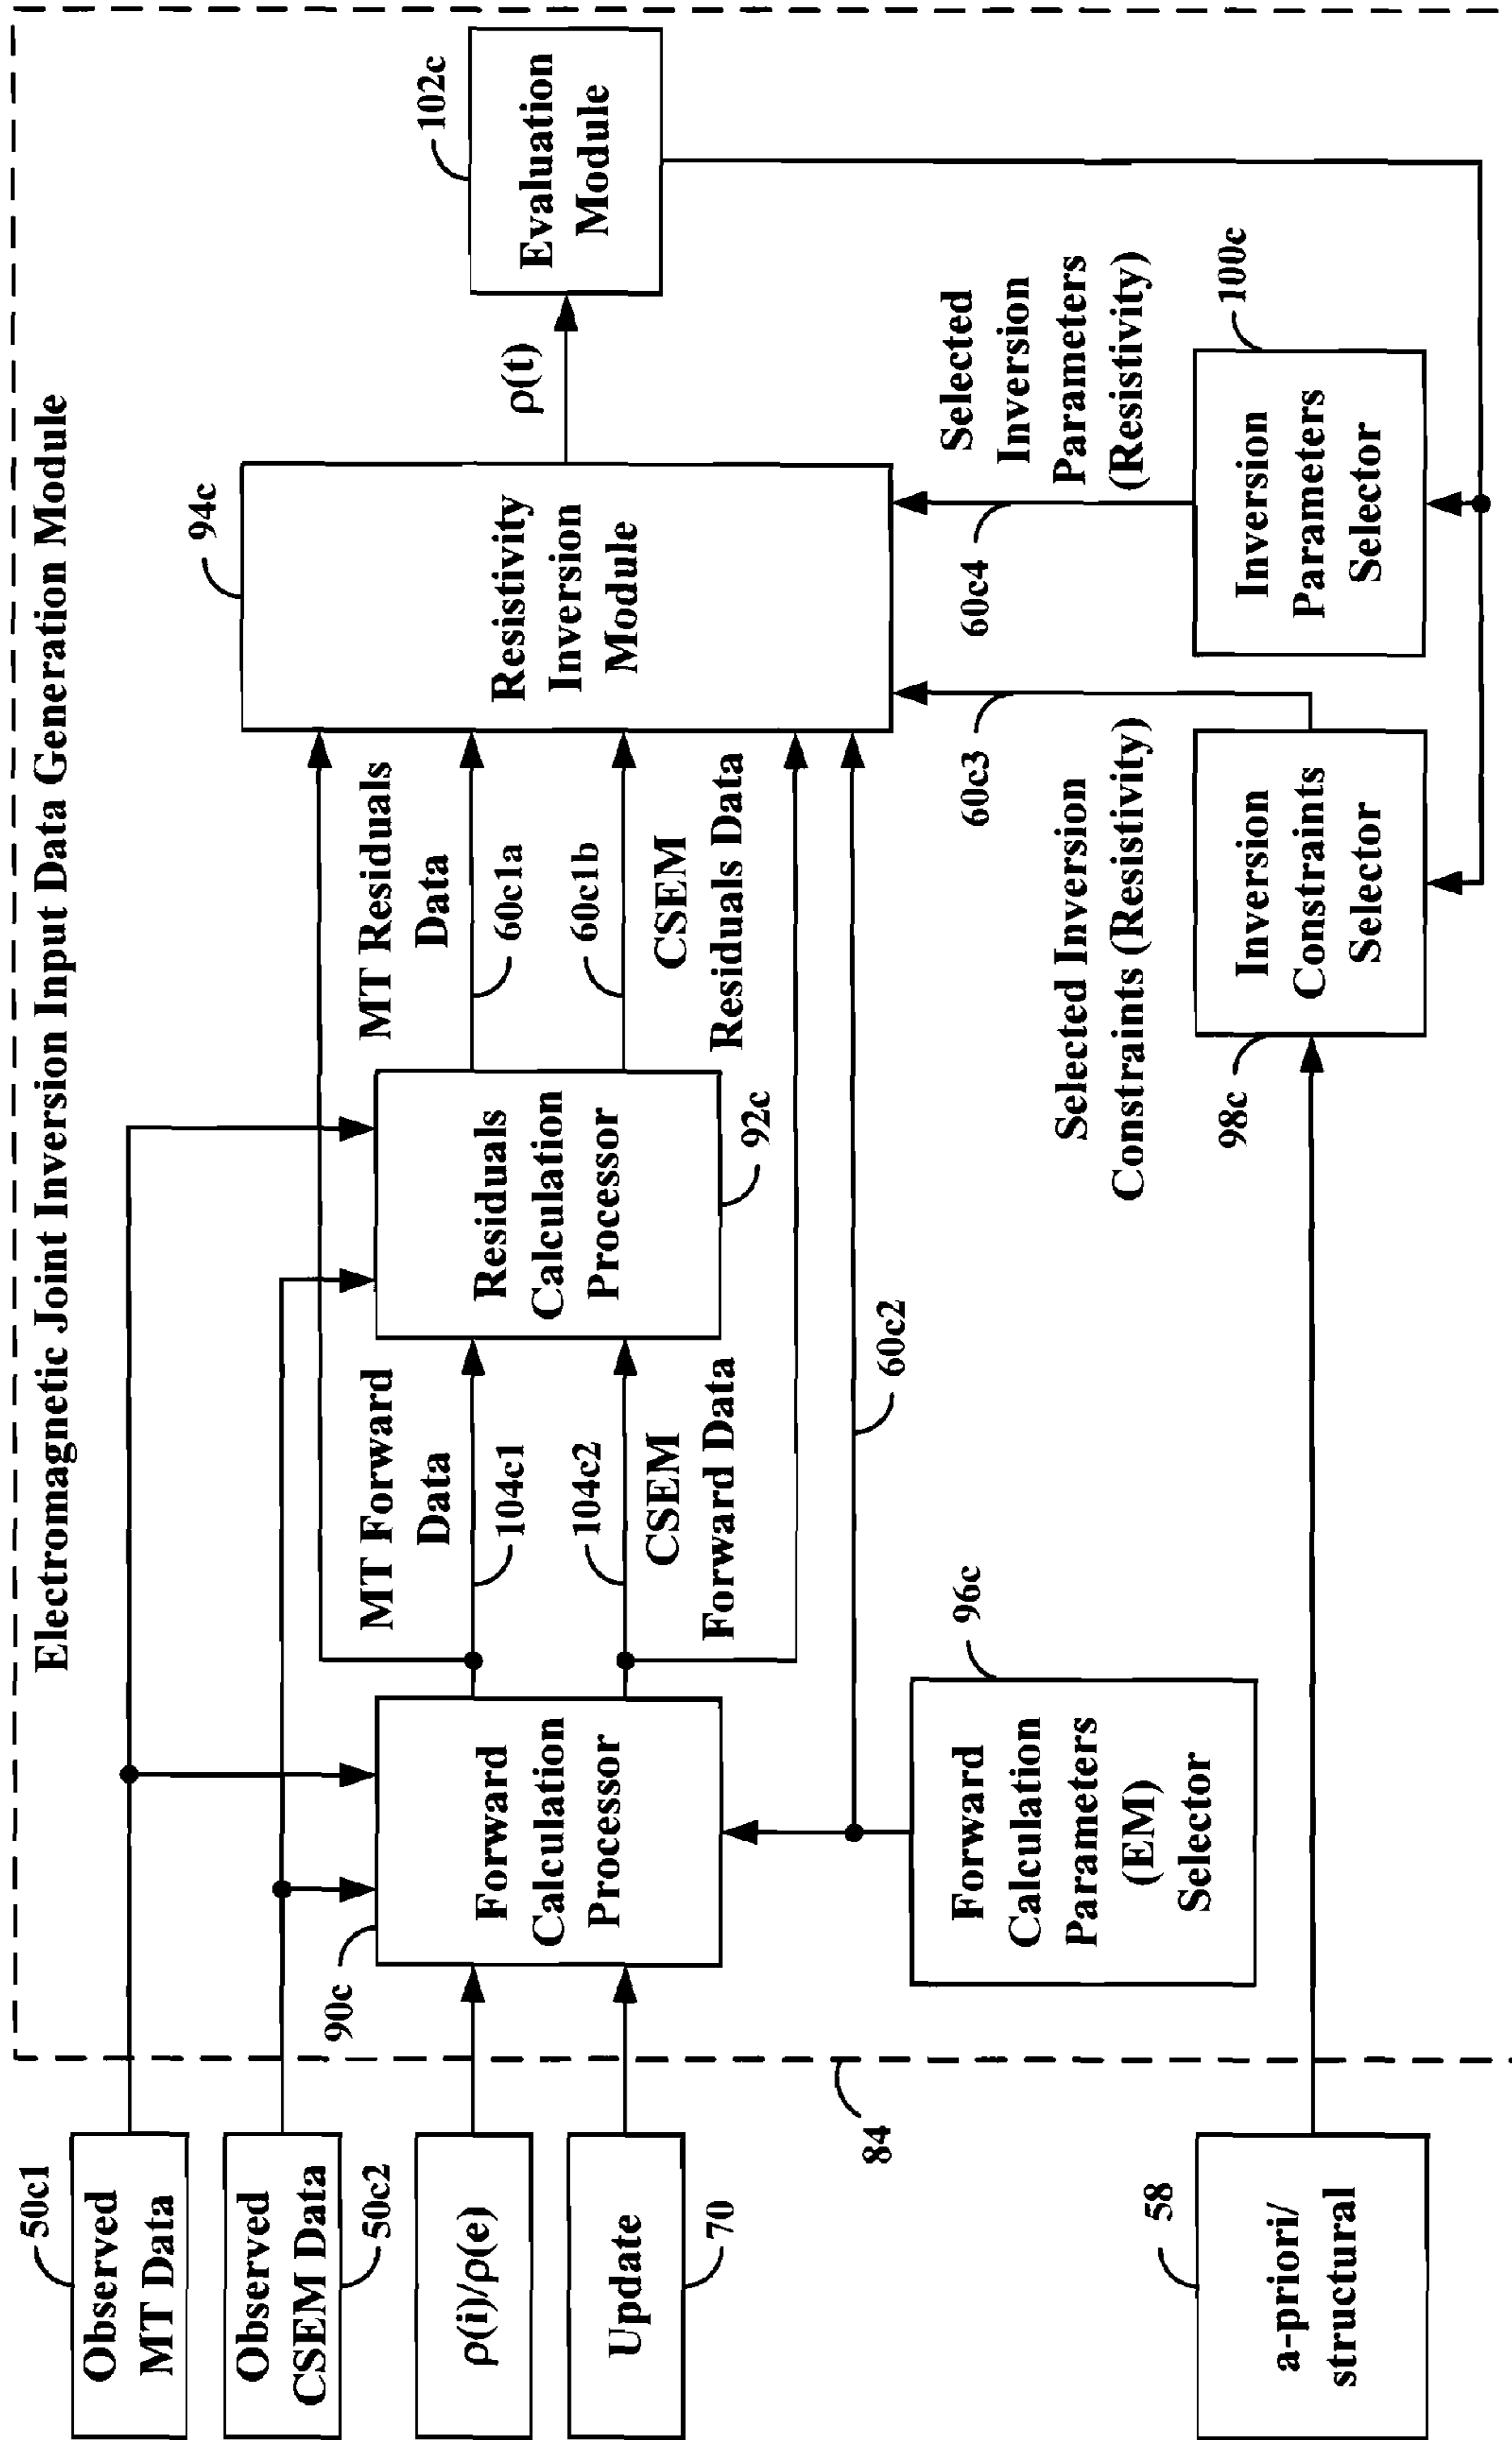 Electromagnetic Joint Inversion Input Data Generation Module
50c1
Observed
MT Data
Observed
CSEM Data
50c2
ρ(i)/ρ(e)
Update
70
84
58
a-priori/
structural
90c
Forward
Calculation
Processor
96c
Forward
Calculation
Parameters
(EM)
Selector
MT Forward
Data
104c1
104c2
CSEM
Forward Data
60c2
Residuals
Calculation
Processor
92c
MT Residuals
Data
60c1a
60c1b
CSEM
Residuals Data
94c
Resistivity
Inversion
Module
ρ(t)
102c
Evaluation
Module
60c3
Selected Inversion
Constraints (Resistivity)
98c
Inversion
Constraints
Selector
60c4
Selected
Inversion
Parameters
(Resistivity)
100c
Inversion
Parameters
Selector